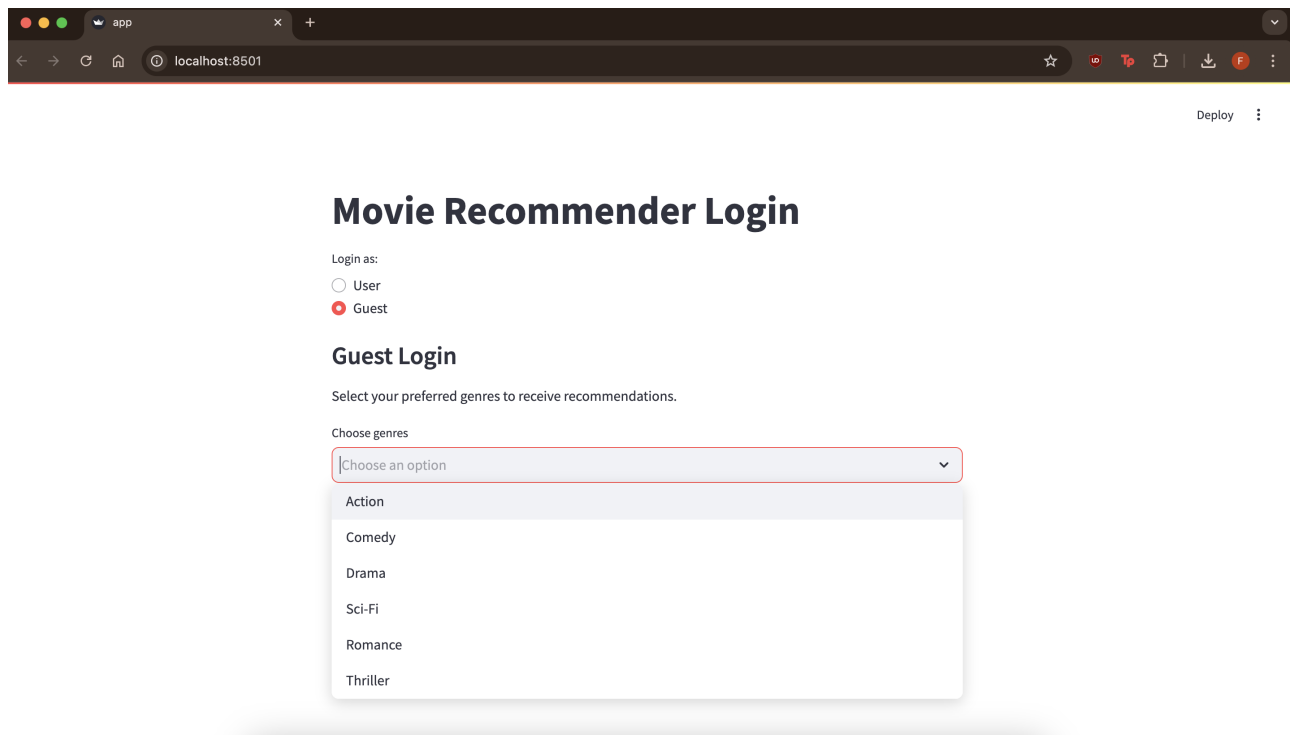 app
localhost:8501
Deploy
Movie Recommender Login
Login as:
User
Guest
Guest Login
Select your preferred genres to receive recommendations.
Choose genres
Choose an option
Action
Comedy
Drama
Sci-Fi
Romance
Thriller